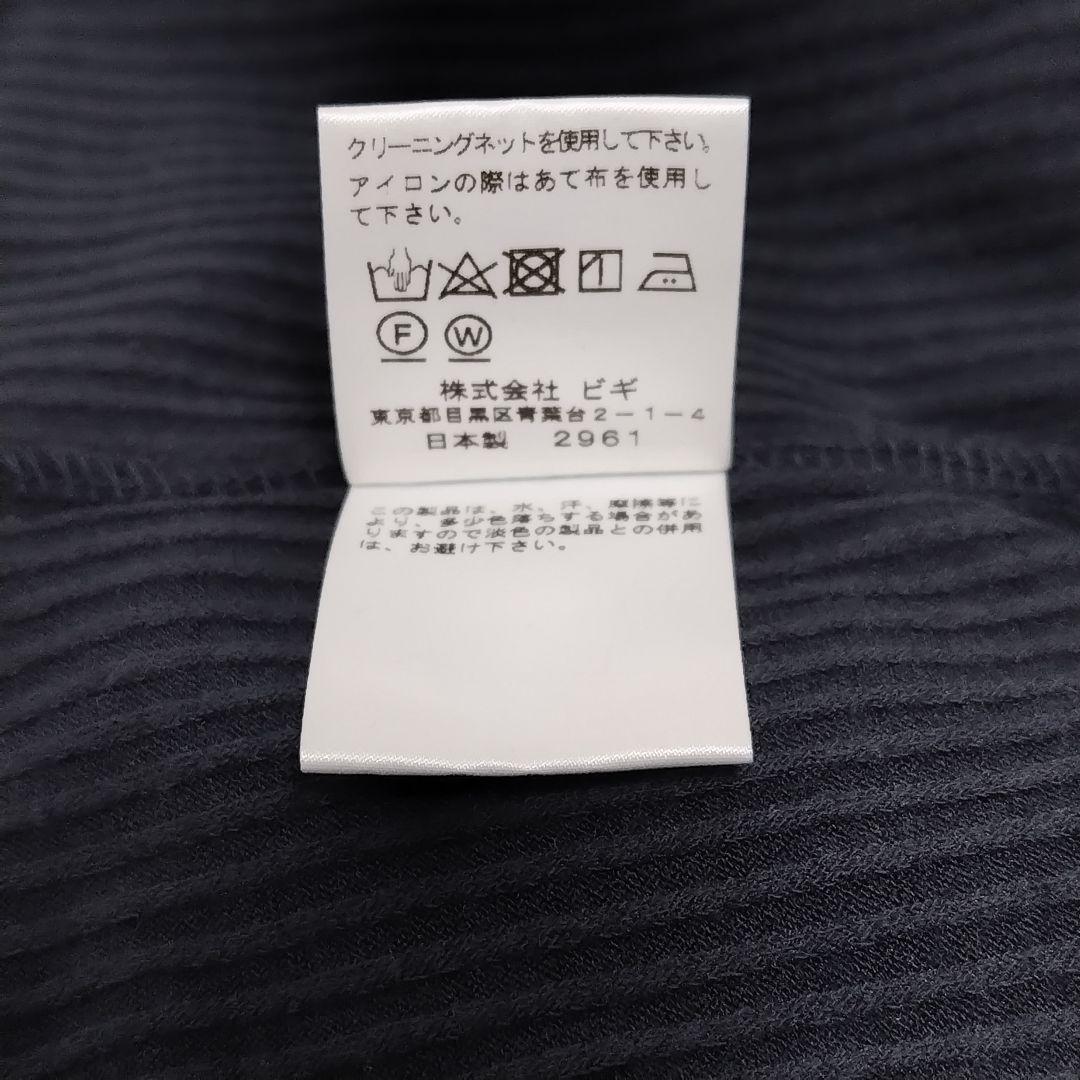 クリーニングネットを使用して下さい。
アイロンの際はあて布を使用し
て下さい。
F W
株式会社 ビギ
東京都目黒区青葉台2-1-4
日本製 2961
この製品は、水、汗、摩擦等に
より、多少色落ちする場合があ
りますので淡色の製品との併用
は、お避け下さい。